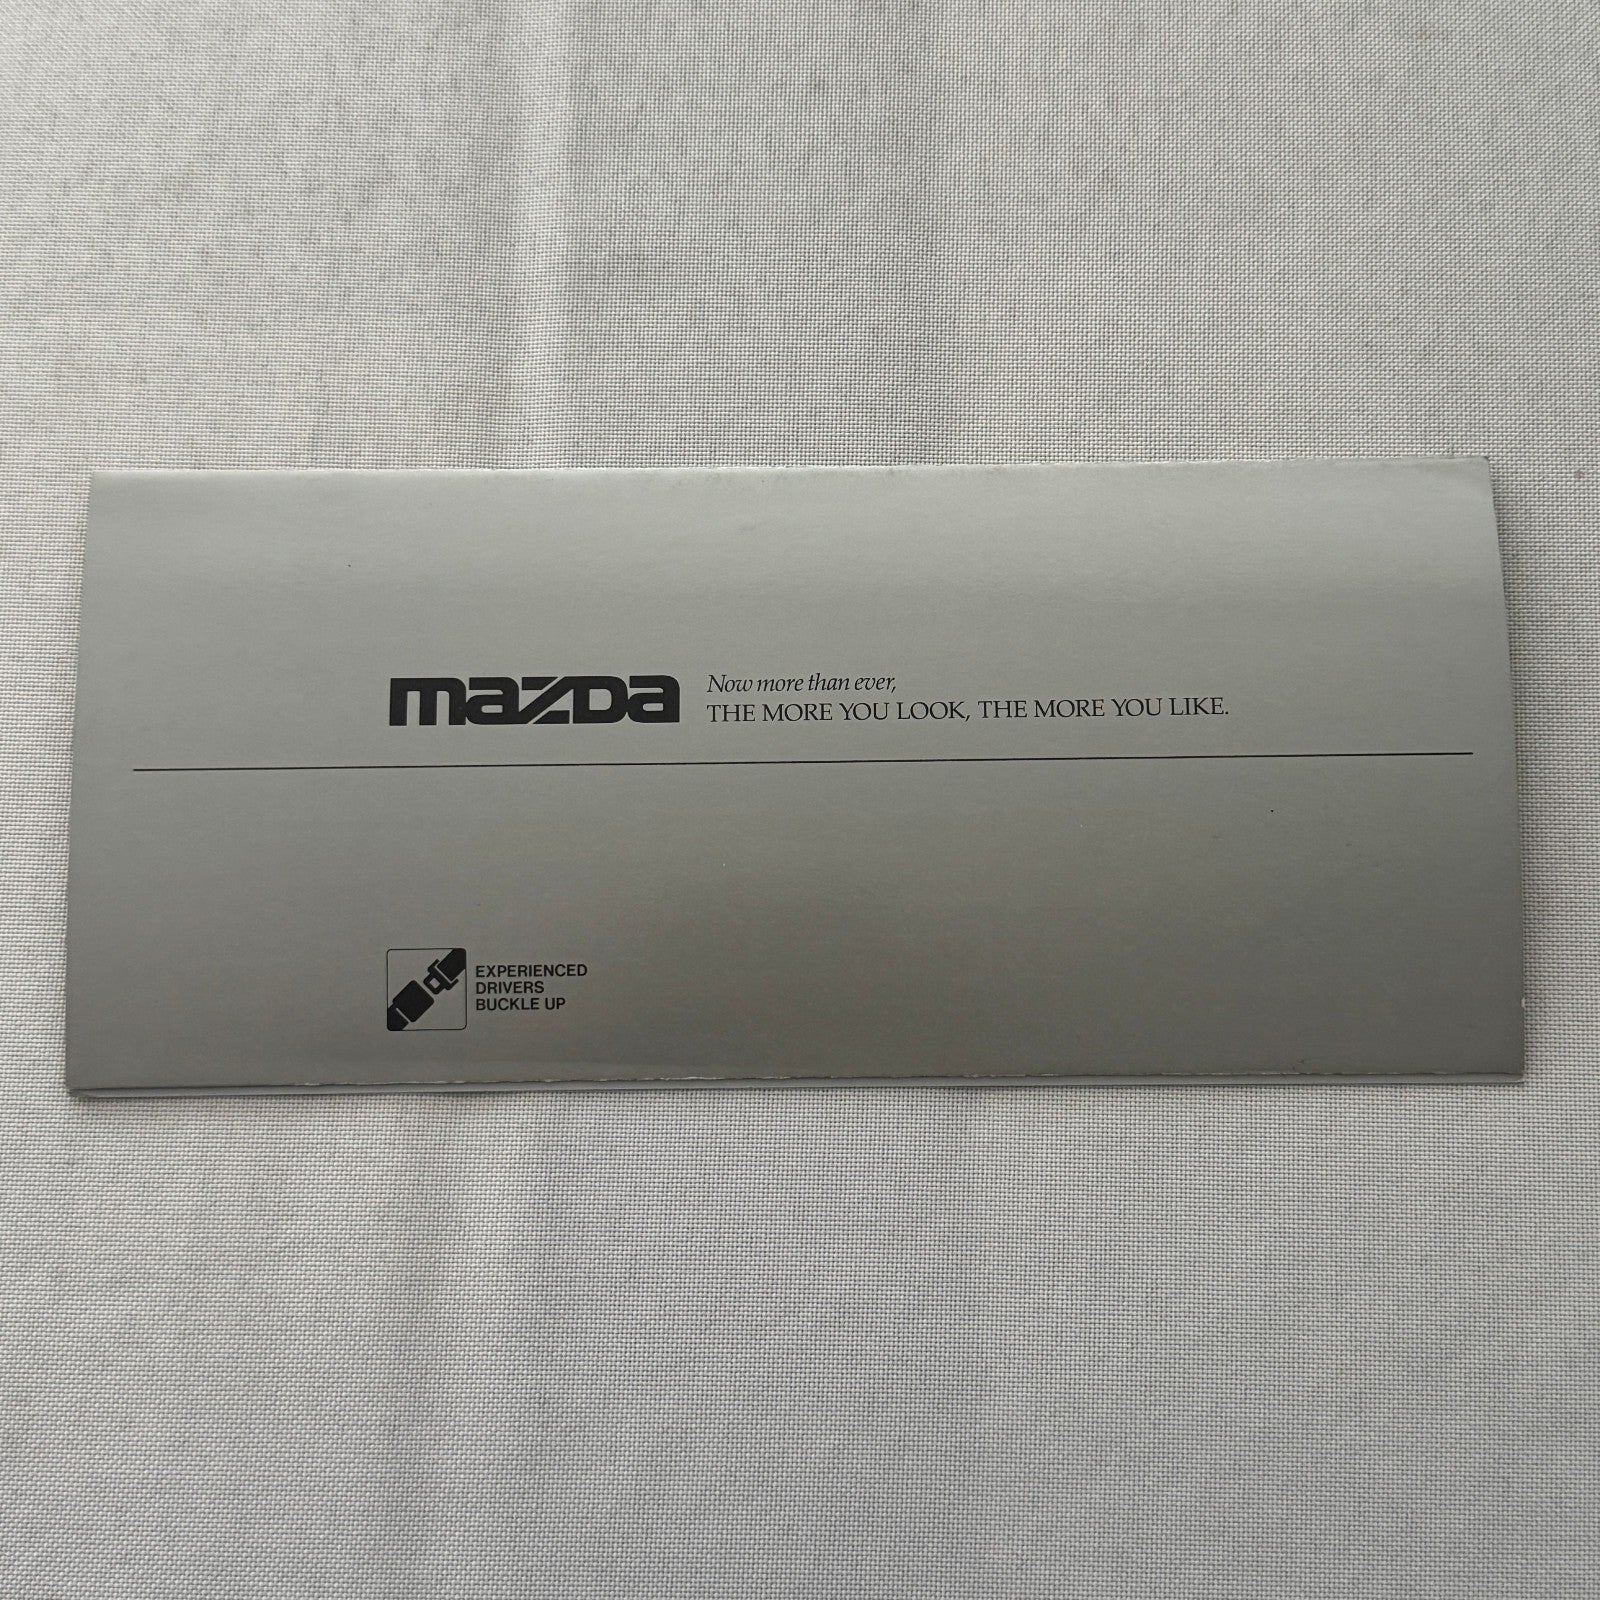 mazda
Now more than ever,
THE MORE YOU LOOK, THE MORE YOU LIKE.
EXPERIENCED
DRIVERS
BUCKLE UP